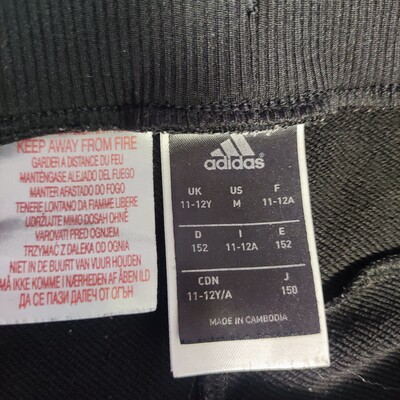 KEEP AWAY FROM FIRE
GARDER A DISTANCE DU FEU
MANTÉNGASE ALEJADO DEL FUEGO
MANTER AFASTADO DO FOGO
TENERE LONTANO DA FIAMME LIBERE
UDRŽUJTE MIMO DOSAH OHNĚ
VAROVATI PRED OGNJEM
TRZYMAĆ Z DALEKA OD OGNIA
NIET IN DE BUURT VAN VUUR HOUDEN
MÅ IKKE KOMME I NÆRHEDEN AF ÅBEN ILD
ДА СЕ ПАЗИ ДАЛЕЧ ОТ ОГЪН
adidas
UK US F
11-12Y M 11-12A
D I E
152 11-12A 152
CDN J
11-12Y/A 150
MADE IN CAMBODIA